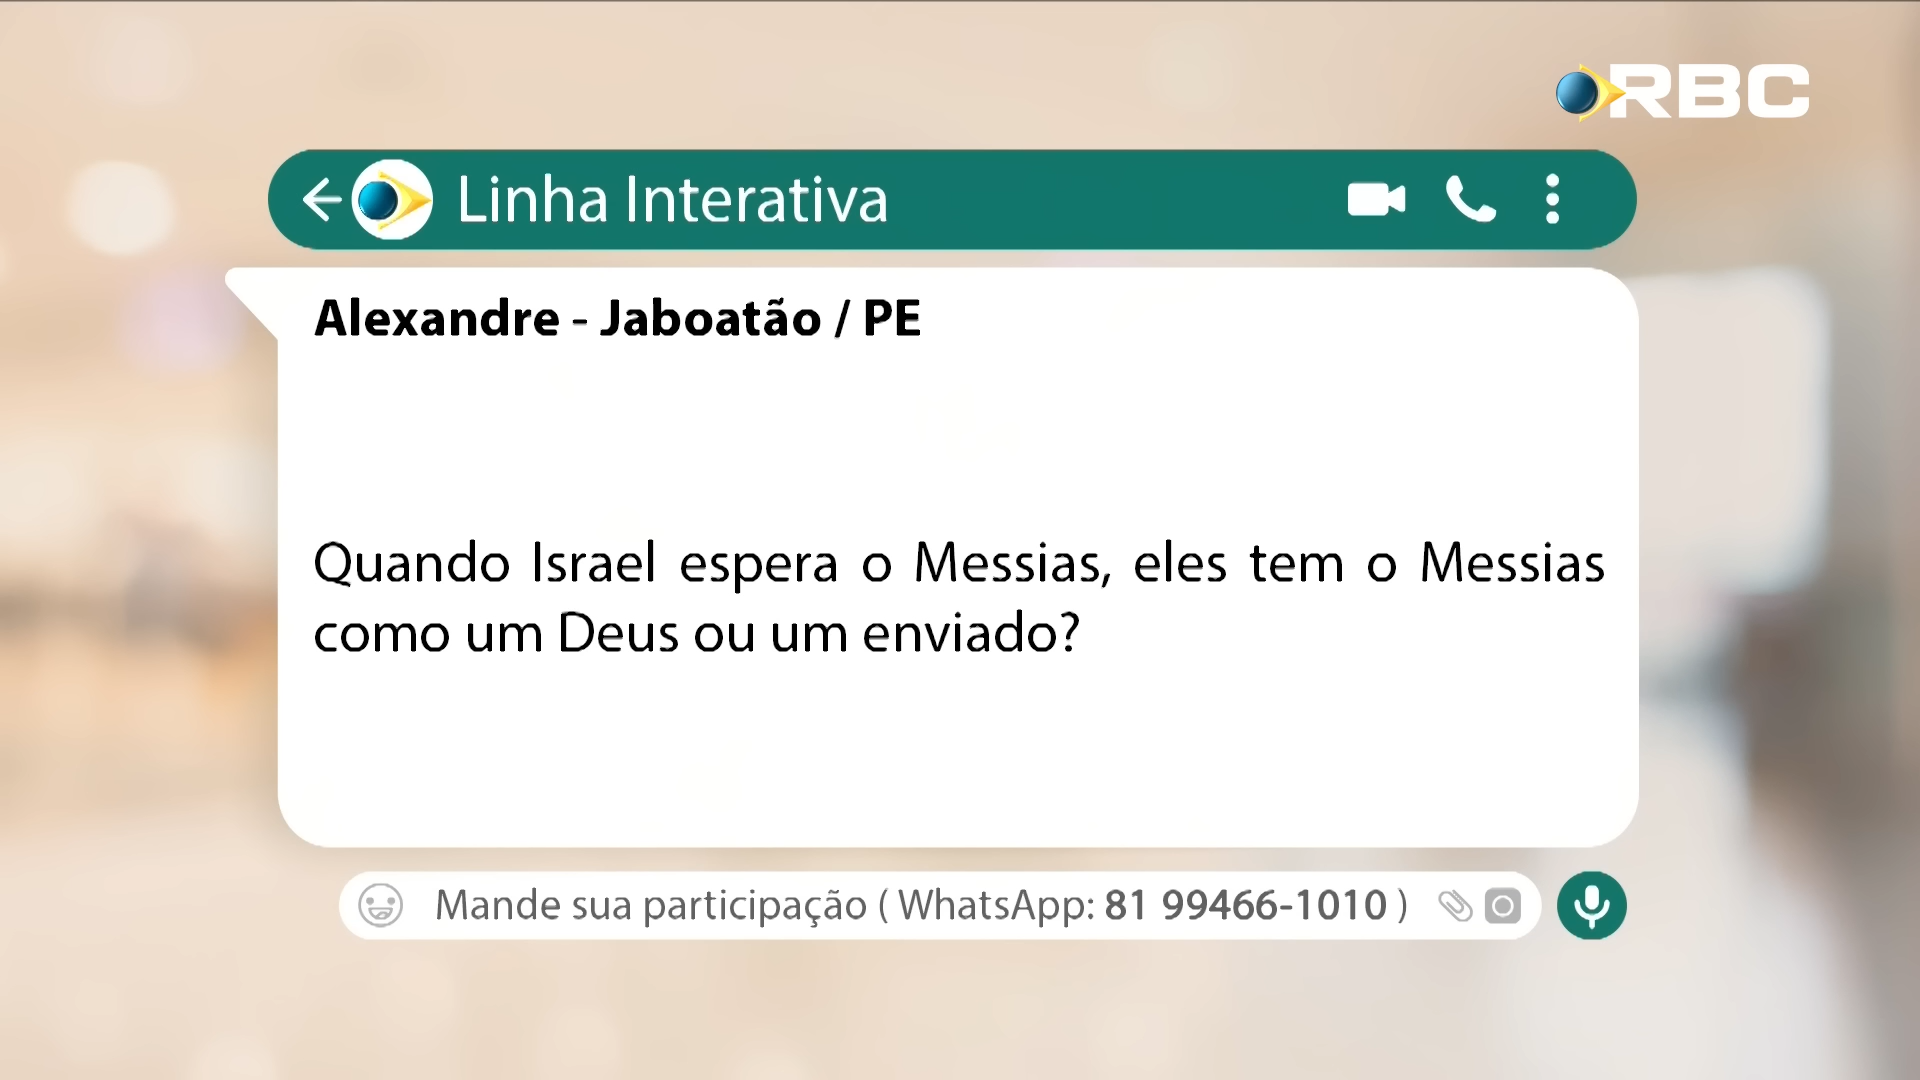 RBC
Linha Interativa
Alexandre - Jaboatão / PE
Quando Israel espera o Messias, eles tem o Messias
como um Deus ou um enviado?
Mande sua participação ( WhatsApp: 81 99466-1010 )